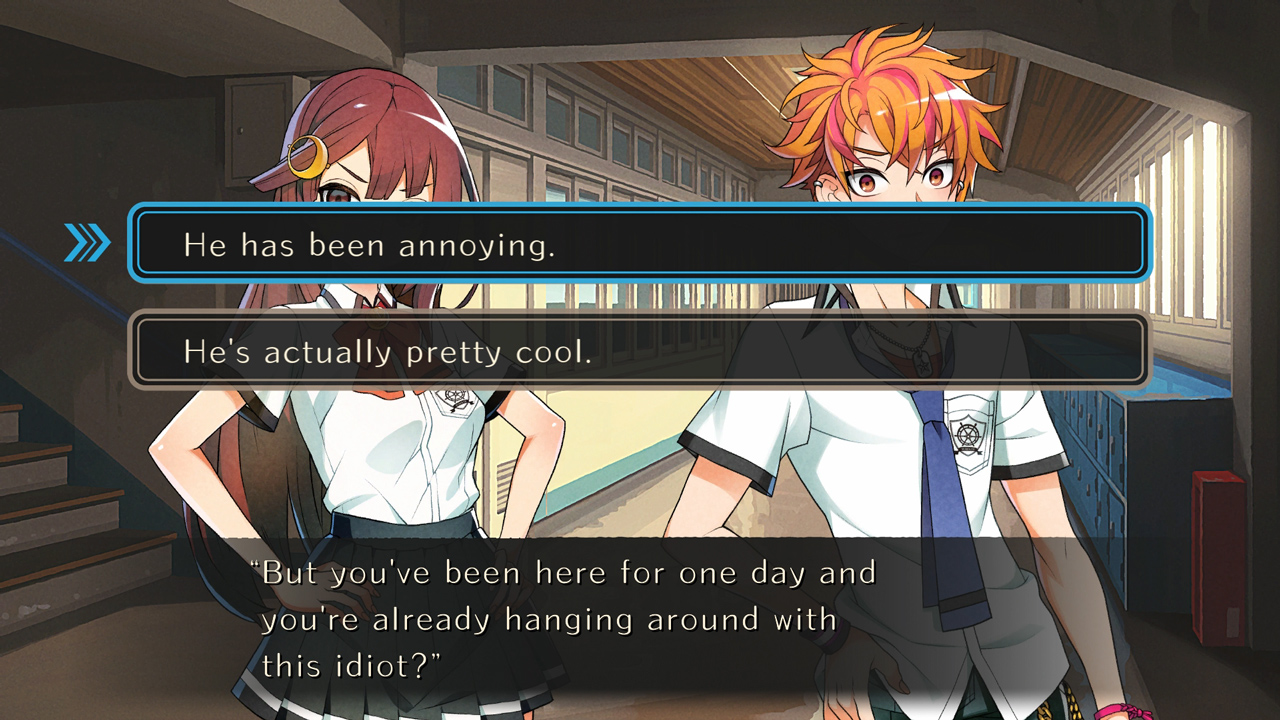 He has been annoying.
He's actually pretty cool.
“But you've been here for one day and
you're already hanging around with
this idiot?”